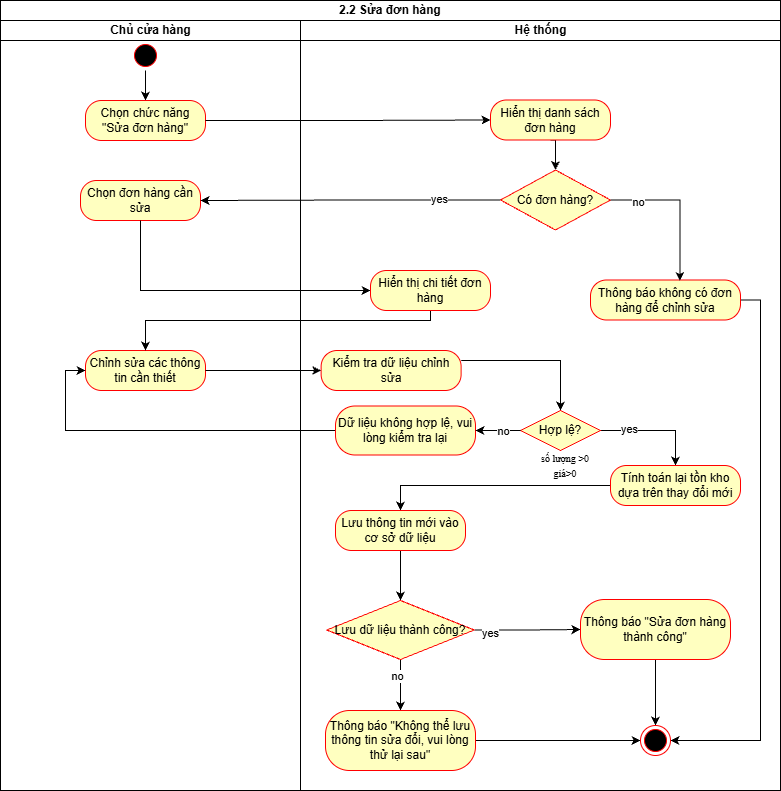 2.2 Sửa đơn hàng
Chủ cửa hàng
Hệ thống
Chọn chức năng
"Sửa đơn hàng"
Hiển thị danh sách
đơn hàng
Chọn đơn hàng cần
sửa
yes
Có đơn hàng?
no
Hiển thị chi tiết đơn
hàng
Thông báo không có đơn
hàng để chỉnh sửa
Chỉnh sửa các thông
tin cần thiết
Kiểm tra dữ liệu chỉnh
sửa
Dữ liệu không hợp lệ, vui
lòng kiểm tra lại
no
Hợp lệ?
yes
số lượng >0
giá>0
Tính toán lại tồn kho
dựa trên thay đổi mới
Lưu thông tin mới vào
cơ sở dữ liệu
Lưu dữ liệu thành công?
yes
Thông báo "Sửa đơn hàng
thành công"
no
Thông báo "Không thể lưu
thông tin sửa đổi, vui lòng
thử lại sau"